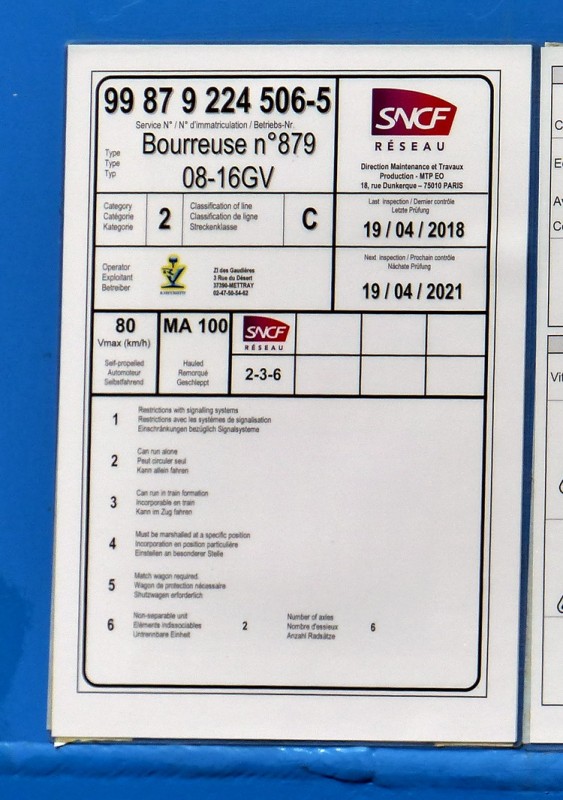 99 87 9 224 506-5
Service N° / N° d'immatriculation / Betriebs-Nr.
Type
Type
Typ
Bourreuse n°879
08-16GV
SNCF
RÉSEAU
Direction Maintenance et Travaux
Production - MTP EO
18, rue Dunkerque – 75010 PARIS
Category
Catégorie
Kategorie
2
Classification of line
Classification de ligne
Streckenklasse
C
Last inspection / Dernier contrôle
Letzte Prüfung
19 / 04 / 2018
Operator
Exploitant
Betreiber
ZI des Gaudières
3 Rue du Désert
37390-METTRAY
02-47-50-54-62
Next inspection / Prochain contrôle
Nächste Prüfung
19 / 04 / 2021
80
Vmax (km/h)
MA 100
SNCF
RÉSEAU
Self-propelled
Automoteur
Selbstfahrend
Hauled
Remorqué
Geschleppt
2-3-6
1
Restrictions with signalling systems
Restrictions avec les systèmes de signalisation
Einschränkungen bezüglich Signalsysteme
2
Can run alone
Peut circuler seul
Kann allein fahren
3
Can run in train formation
Incorporable en train
Kann im Zug fahren
4
Must be marshalled at a specific position
Incorporation en position particulière
Einstellen an besonderer Stelle
5
Match wagon required.
Wagon de protection nécessaire
Shutzwagen erforderlich
6
Non-separable unit
Eléments indissociables
Untrennbare Einheit
2
Number of axles
Nombre d'essieux
Anzahl Radsätze
6